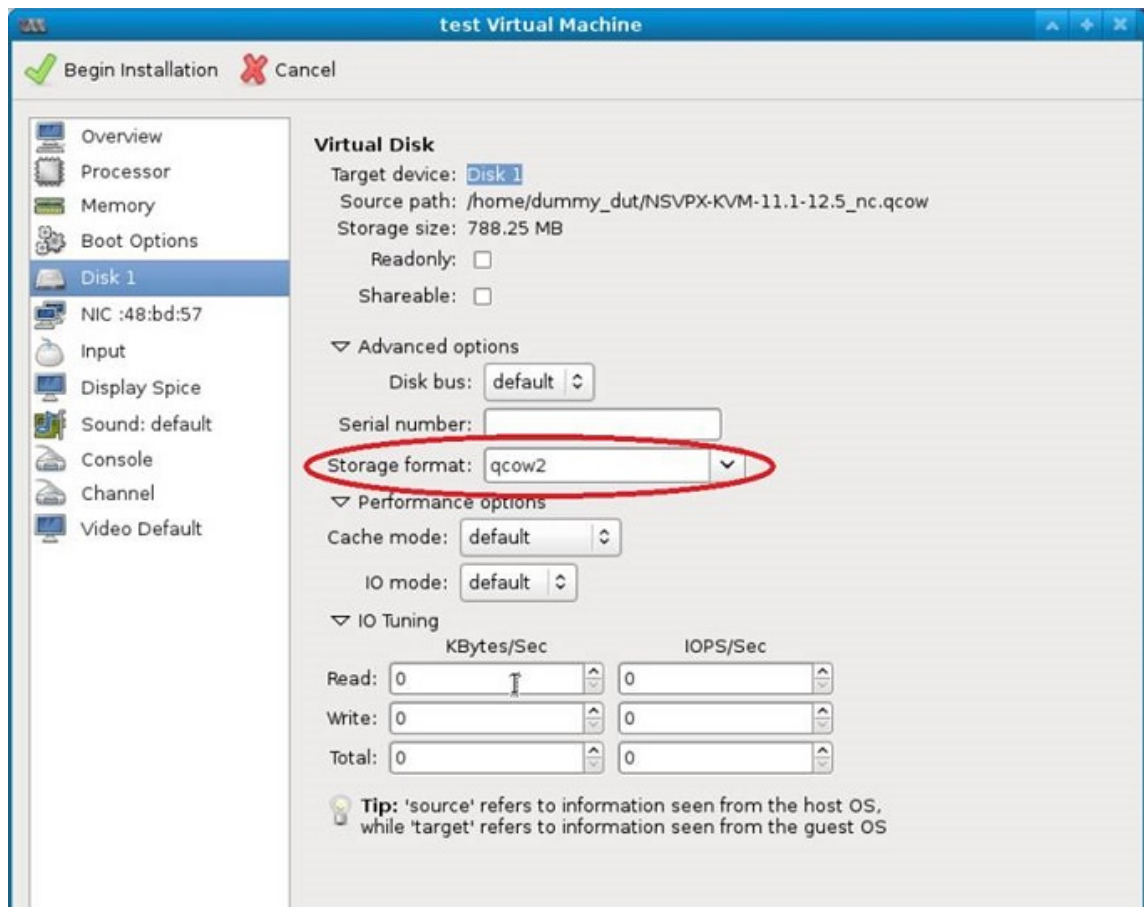 test Virtual Machine
Begin Installation Cancel
Overview
Processor
Memory
Boot Options
Disk 1
NIC :48:bd:57
Input
Display Spice
Sound: default
Console
Channel
Video Default
Virtual Disk
Target device: Disk 1
Source path: /home/dummy_dut/NSVPX-KVM-11.1-12.5_nc.qcow
Storage size: 788.25 MB
Readonly:
Shareable:
Advanced options
Disk bus: default
Serial number:
Storage format: qcow2
Performance options
Cache mode: default
IO mode: default
IO Tuning
KBytes/Sec IOPS/Sec
Read: 0 0
Write: 0 0
Total: 0 0
Tip: 'source' refers to information seen from the host OS,
while 'target' refers to information seen from the guest OS